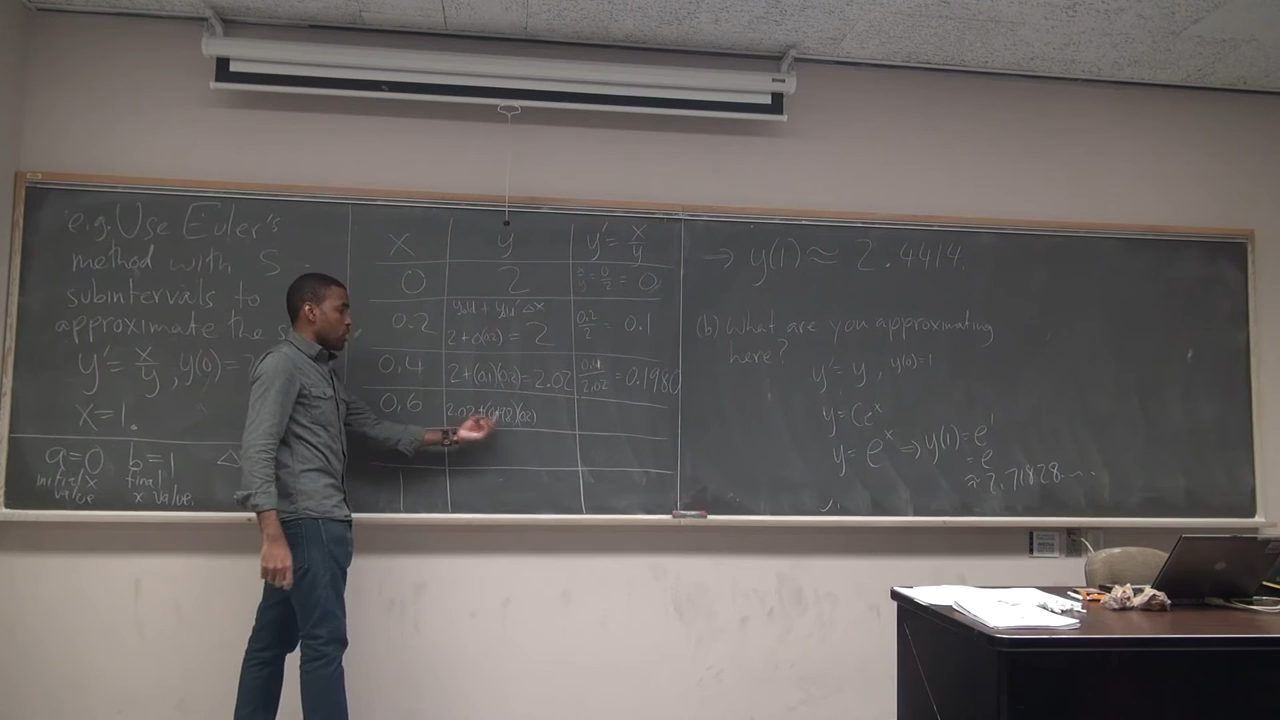 e.g. Use Euler's
method with 5
subintervals to
approximate the s
y' = x/y, y(0) = 2
x = 1.
a = 0 b = 1 Δ
initial x final
value x value.
x y y' = x/y
0 2 x/y = 0/2 = 0
yold + yold' Δx
0.2 2 + 0(0.2) = 2 0.2/2 = 0.1
0.4 2 + (0.1)(0.2) = 2.02 0.4/2.02 = 0.1980
0.6 2.02 + (0.198)(0.2)
1
→ y(1) ≈ 2.4414.
(b) What are you approximating
here?
y' = y, y(0) = 1
y = Ce^x
y = e^x ⇒ y(1) = e^1
= e
≈ 2.71828...